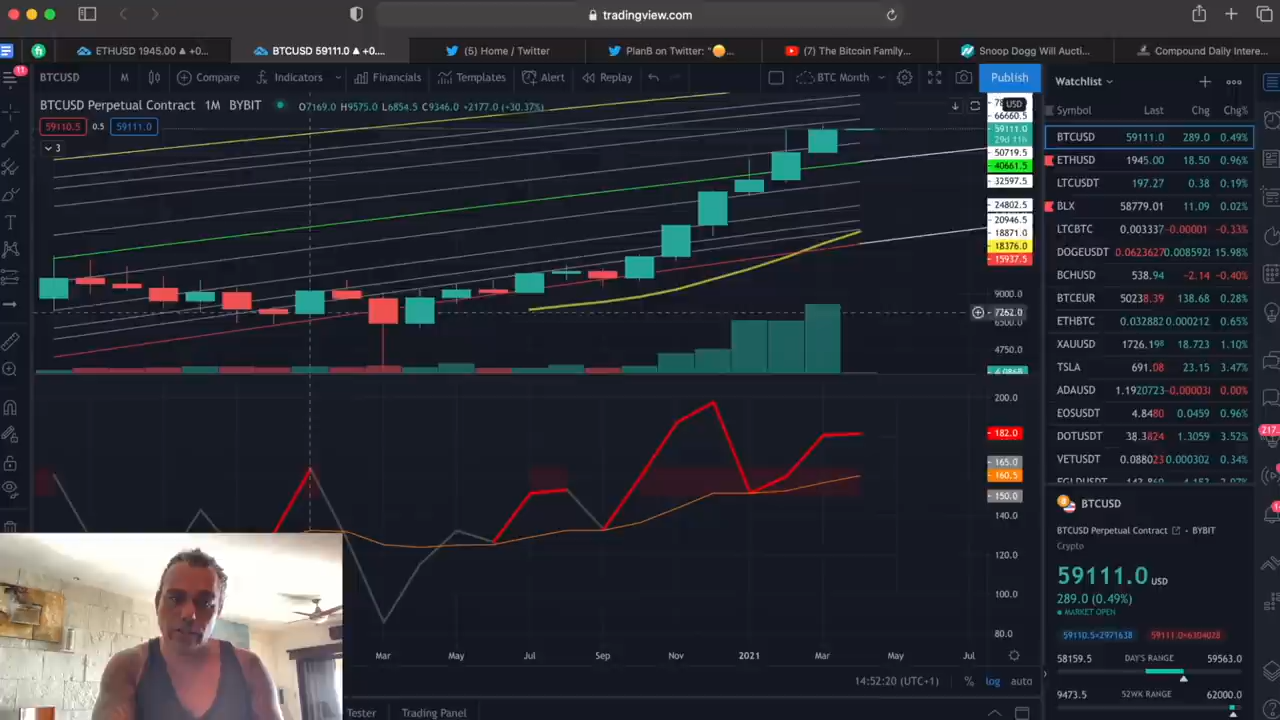 tradingview.com
ETHUSD 1945.00 ▲ +0...
BTCUSD 59111.0 ▲ +0....
(5) Home / Twitter
PlanB on Twitter: "🟠...
(7) The Bitcoin Family...
Snoop Dogg Will Aucti...
Compound Daily Intere...
11
BTCUSD M Compare Indicators Financials Templates Alert Replay BTC Month Publish
BTCUSD Perpetual Contract 1M BYBIT O7169.0 H9575.0 L6854.5 C9346.0 +2177.0 (+30.37%)
59110.5 0.5 59111.0
3
USD
66660.5
59111.0
29d 11h
50719.5
40661.5
32597.5
24802.5
20946.5
18871.0
18376.0
15937.5
9000.0
7262.0
4750.0
200.0
182.0
165.0
160.5
150.0
140.0
120.0
100.0
80.0
Mar May Jul Sep Nov 2021 Mar May Jul
14:52:20 (UTC+1) % log auto
Tester Trading Panel
Watchlist
Symbol Last Chg Chg%
BTCUSD 59111.0 289.0 0.49%
ETHUSD 1945.00 18.50 0.96%
LTCUSDT 197.27 0.38 0.19%
BLX 58779.01 11.09 0.02%
LTCBTC 0.003337 -0.00001 -0.33%
DOGEUSDT 0.0623627 0.008592 15.98%
BCHUSD 538.94 -2.14 -0.40%
BTCEUR 50238.39 138.68 0.28%
ETHBTC 0.032882 0.000212 0.65%
XAUUSD 1726.198 18.723 1.10%
TSLA 691.08 23.15 3.47%
ADAUSD 1.1920723 -0.000003 0.00%
EOSUSDT 4.8480 0.0459 0.96%
DOTUSDT 38.3824 1.3059 3.52%
VETUSDT 0.088023 0.000302 0.34%
217
BTCUSD
BTCUSD Perpetual Contract • BYBIT
Crypto
59111.0 USD
289.0 (0.49%)
MARKET OPEN
59110.5×2971638 59111.0×6304028
58159.5 DAY'S RANGE 59563.0
9473.5 52WK RANGE 62000.0